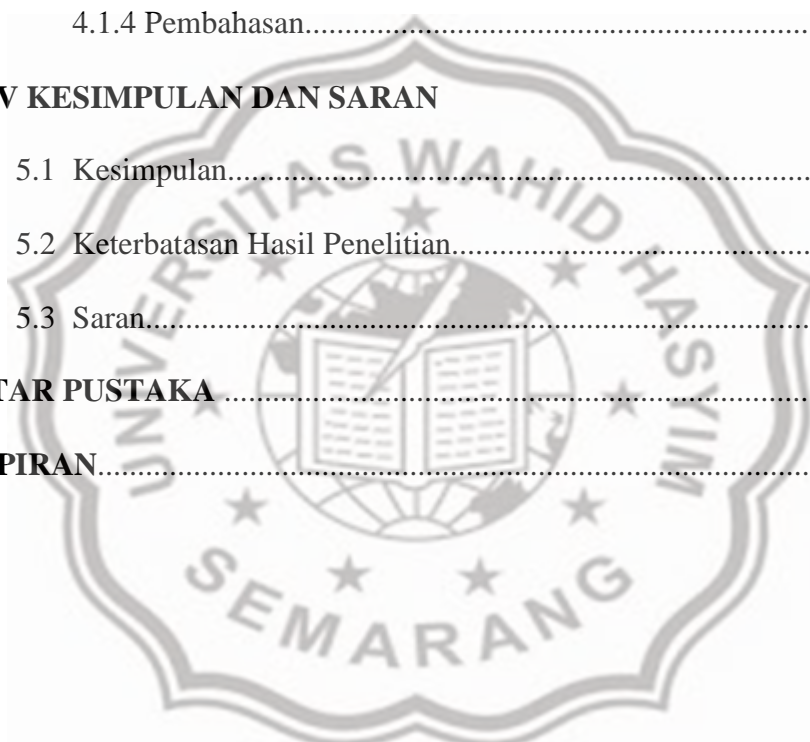 4.1.4 Pembahasan..............................................................
V KESIMPULAN DAN SARAN
5.1 Kesimpulan........................................................................
5.2 Keterbatasan Hasil Penelitian............................................
5.3 Saran..................................................................................
TAR PUSTAKA .........................................................................
PIRAN........................................................................................
UNIVERSITAS WAHID HASYIM
SEMARANG